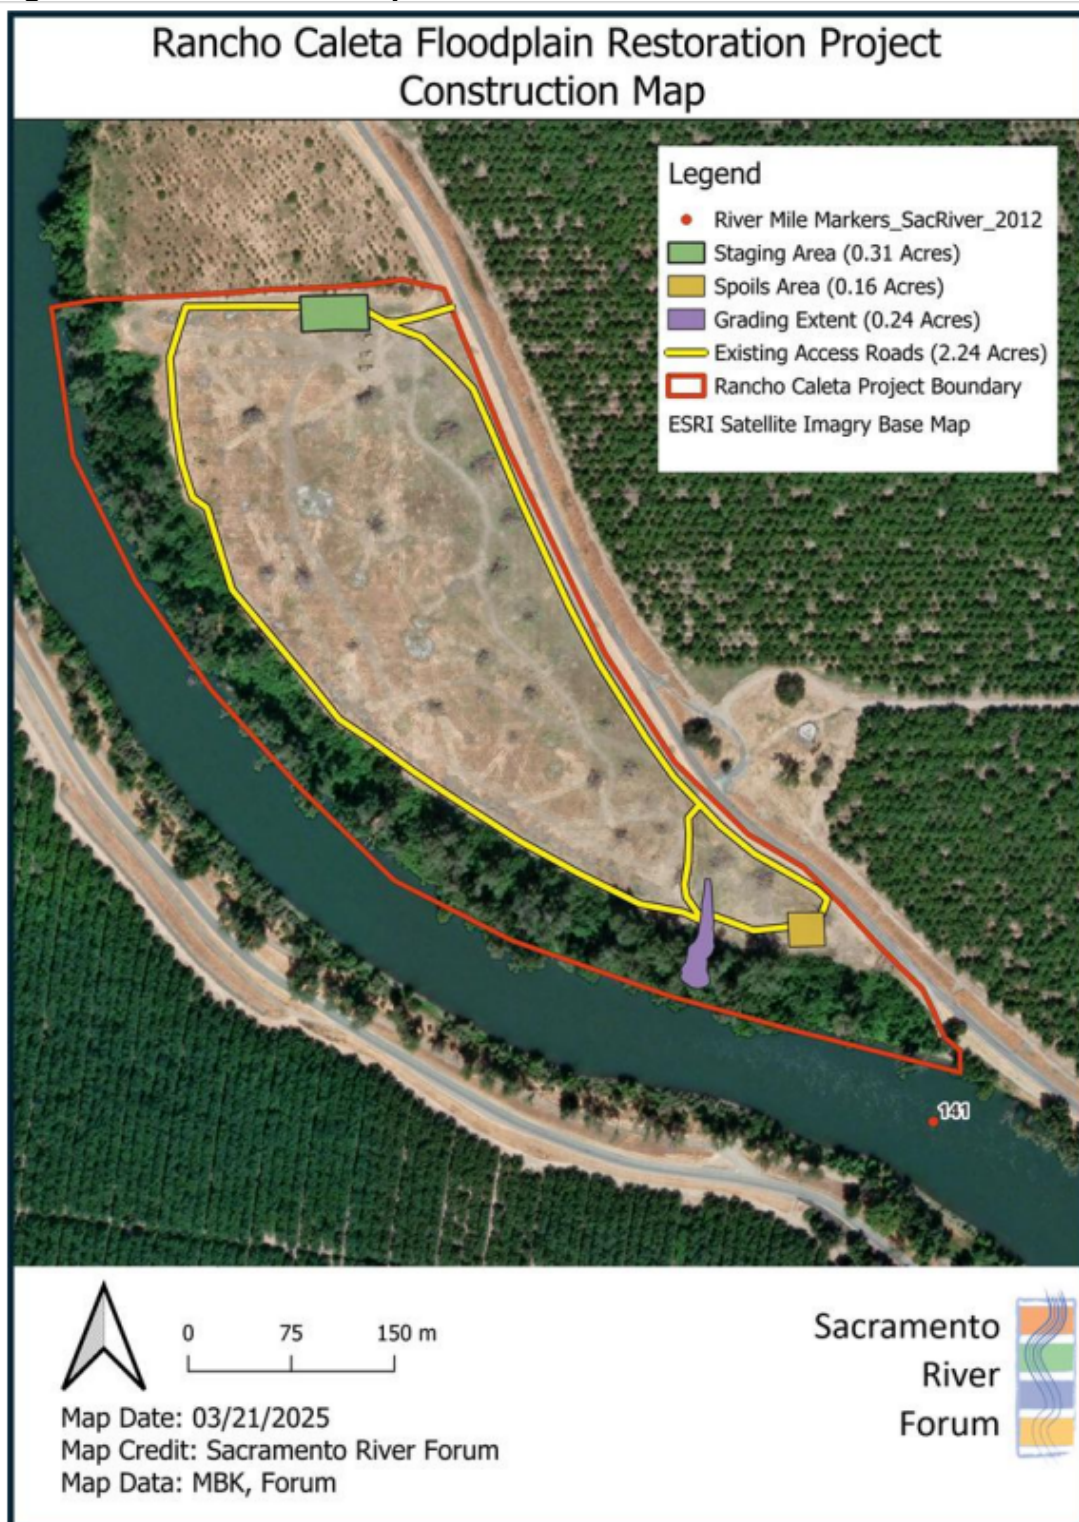 Rancho Caleta Floodplain Restoration Project
Construction Map
Legend
River Mile Markers_SacRiver_2012
Staging Area (0.31 Acres)
Spoils Area (0.16 Acres)
Grading Extent (0.24 Acres)
Existing Access Roads (2.24 Acres)
Rancho Caleta Project Boundary
ESRI Satellite Imagry Base Map
141
0 75 150 m
Sacramento
River
Forum
Map Date: 03/21/2025
Map Credit: Sacramento River Forum
Map Data: MBK, Forum